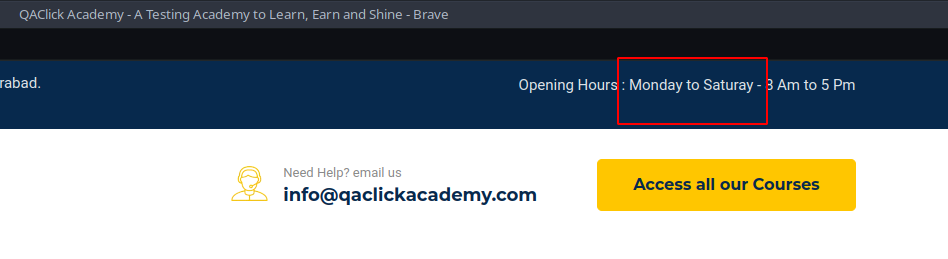 QAClick Academy - A Testing Academy to Learn, Earn and Shine - Brave
rabad.
Opening Hours : Monday to Saturay - 8 Am to 5 Pm
Need Help? email us
info@qaclickacademy.com
Access all our Courses